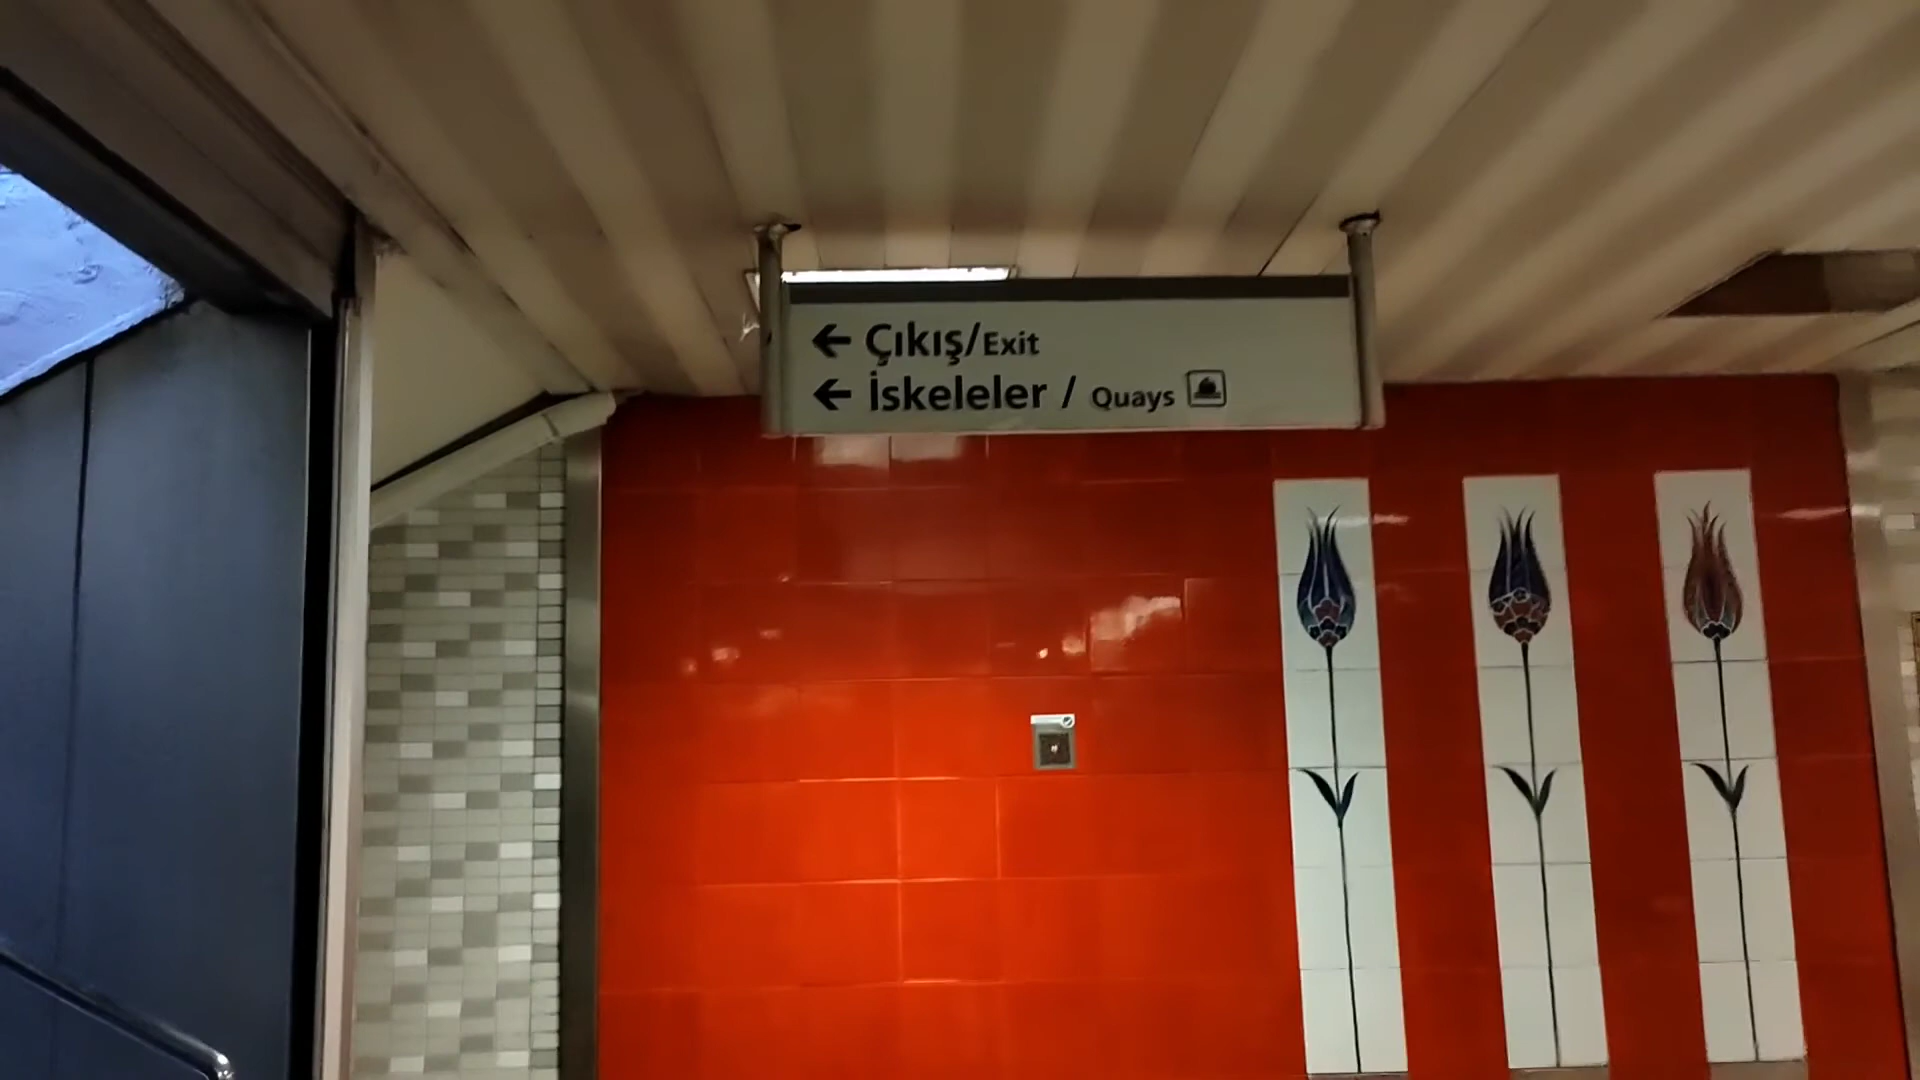 ← Çıkış/Exit
← İskeleler / Quays